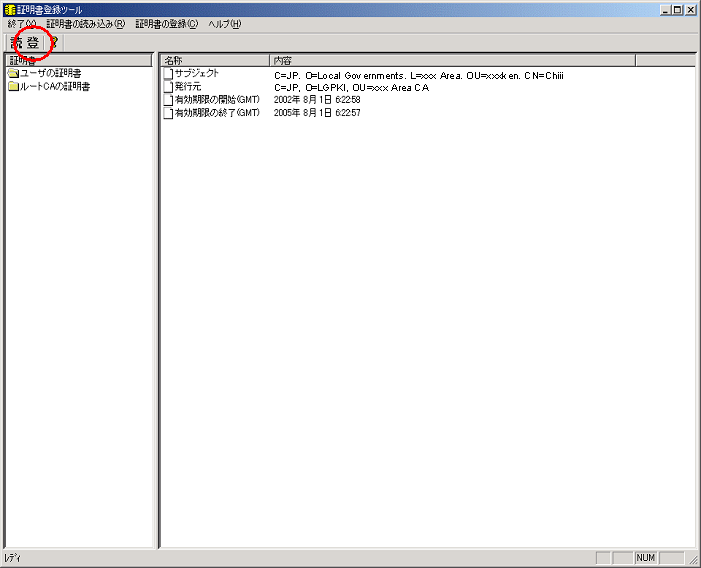 証明書登録ツール
終了(X) 証明書の読み込み(R) 証明書の登録(C) ヘルプ(H)
読 登 ?
証明書
ユーザの証明書
ルートCAの証明書
名称 内容
サブジェクト C=JP, O=Local Governments, L=xxx Area, OU=xxxken, CN=Chiii
発行元 C=JP, O=LGPKI, OU=xxx Area CA
有効期限の開始(GMT) 2002年 8月 1日 6:22:58
有効期限の終了(GMT) 2005年 8月 1日 6:22:57
レディ NUM